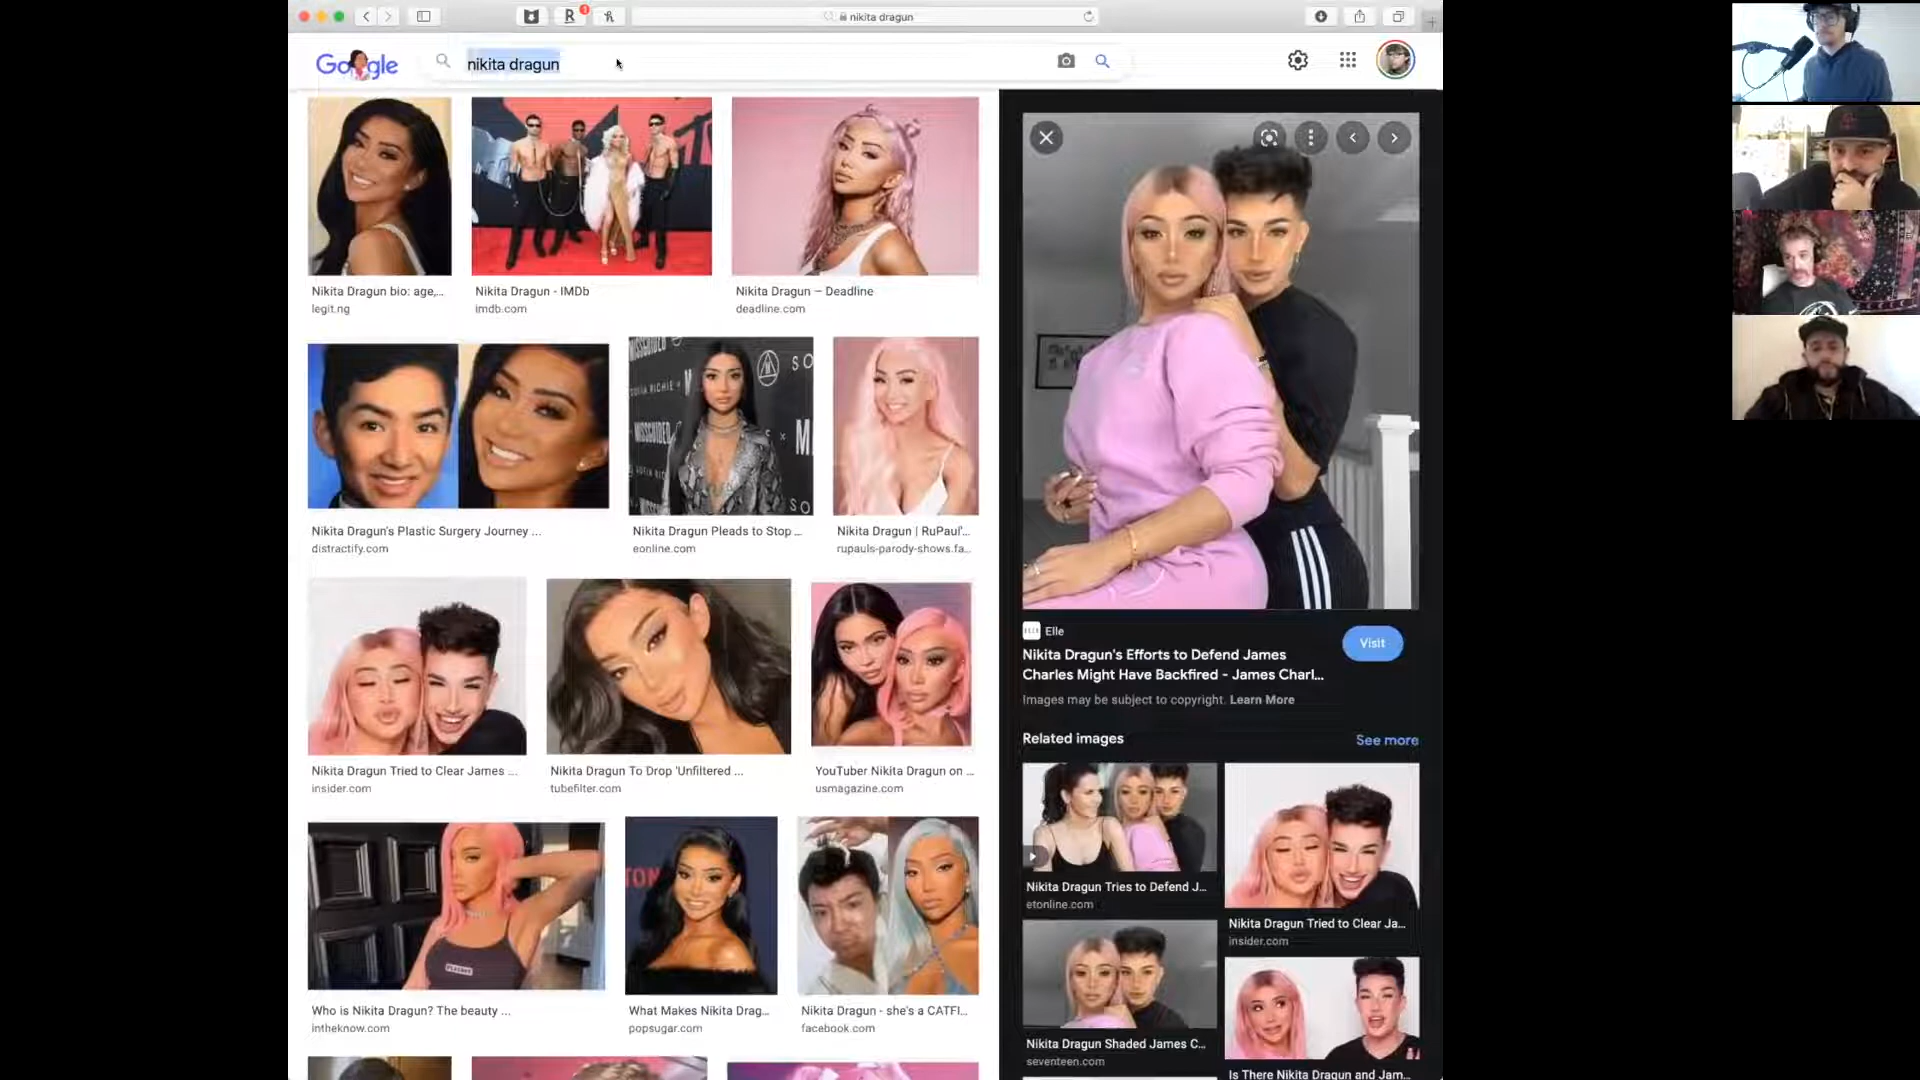 nikita dragun
Google
nikita dragun
Nikita Dragun bio: age,...
legit.ng
Nikita Dragun - IMDb
imdb.com
Nikita Dragun – Deadline
deadline.com
Nikita Dragun's Plastic Surgery Journey ...
distractify.com
Nikita Dragun Pleads to Stop ...
eonline.com
Nikita Dragun | RuPaul'...
rupauls-parody-shows.fa...
Nikita Dragun Tried to Clear James ...
insider.com
Nikita Dragun To Drop 'Unfiltered ...
tubefilter.com
YouTuber Nikita Dragun on ...
usmagazine.com
Who is Nikita Dragun? The beauty ...
intheknow.com
What Makes Nikita Drag...
popsugar.com
Nikita Dragun - she's a CATFI...
facebook.com
Elle
Visit
Nikita Dragun's Efforts to Defend James
Charles Might Have Backfired - James Charl...
Images may be subject to copyright. Learn More
Related images
See more
Nikita Dragun Tries to Defend J...
etonline.com
Nikita Dragun Tried to Clear Ja...
insider.com
Nikita Dragun Shaded James C...
seventeen.com
Is There Nikita Dragun and Jam...